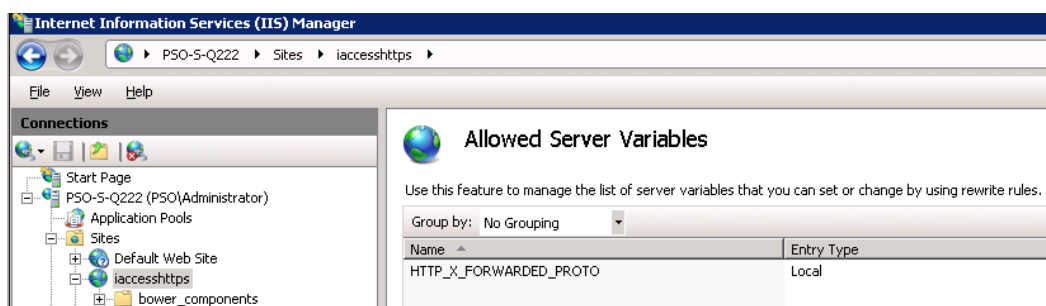 Internet Information Services (IIS) Manager
PSO-S-Q222 Sites iaccesshttps
File View Help
Connections
Start Page
PSO-S-Q222 (PSO\Administrator)
Application Pools
Sites
Default Web Site
iaccesshttps
bower_components
Allowed Server Variables
Use this feature to manage the list of server variables that you can set or change by using rewrite rules.
Group by: No Grouping
Name Entry Type
HTTP_X_FORWARDED_PROTO Local